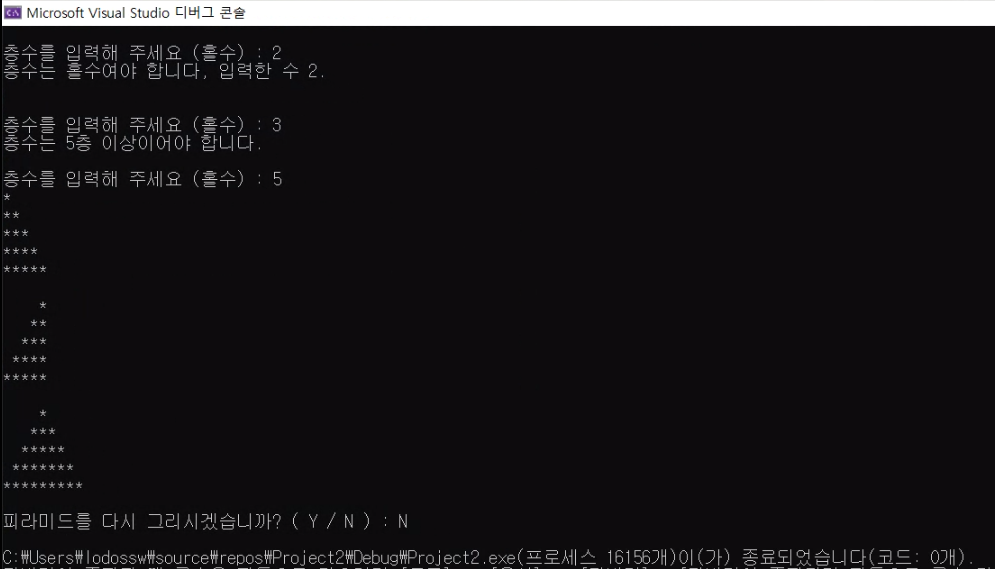 Microsoft Visual Studio 디버그 콘솔
층수를 입력해 주세요 (홀수) : 2
층수는 홀수여야 합니다, 입력한 수 2.
층수를 입력해 주세요 (홀수) : 3
층수는 5층 이상이어야 합니다.
층수를 입력해 주세요 (홀수) : 5
*
**
***
****
*****
    *
   **
  ***
 ****
*****
    *
   ***
  *****
 *******
*********
피라미드를 다시 그리시겠습니까? ( Y / N ) : N
C:\Users\lodossw\source\repos\Project2\Debug\Project2.exe(프로세스 16156개)이(가) 종료되었습니다(코드: 0개).